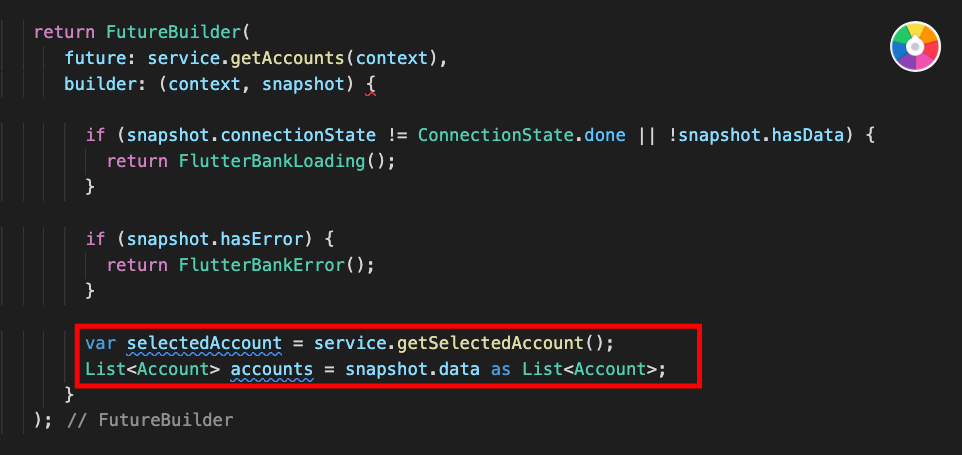 return FutureBuilder(
future: service.getAccounts(context),
builder: (context, snapshot) {
if (snapshot.connectionState != ConnectionState.done || !snapshot.hasData) {
return FlutterBankLoading();
}
if (snapshot.hasError) {
return FlutterBankError();
}
var selectedAccount = service.getSelectedAccount();
List<Account> accounts = snapshot.data as List<Account>;
}
); // FutureBuilder